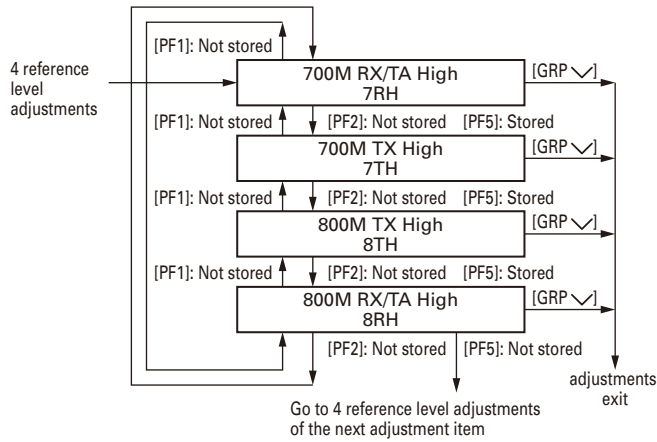 [PF1]: Not stored
4 reference
level
adjustments
700M RX/TA High
7RH
[GRP ﹀]
[PF1]: Not stored
[PF2]: Not stored
[PF5]: Stored
700M TX High
7TH
[GRP ﹀]
[PF1]: Not stored
[PF2]: Not stored
[PF5]: Stored
800M TX High
8TH
[GRP ﹀]
[PF1]: Not stored
[PF2]: Not stored
[PF5]: Stored
800M RX/TA High
8RH
[GRP ﹀]
[PF2]: Not stored
[PF5]: Not stored
adjustments
exit
Go to 4 reference level adjustments
of the next adjustment item